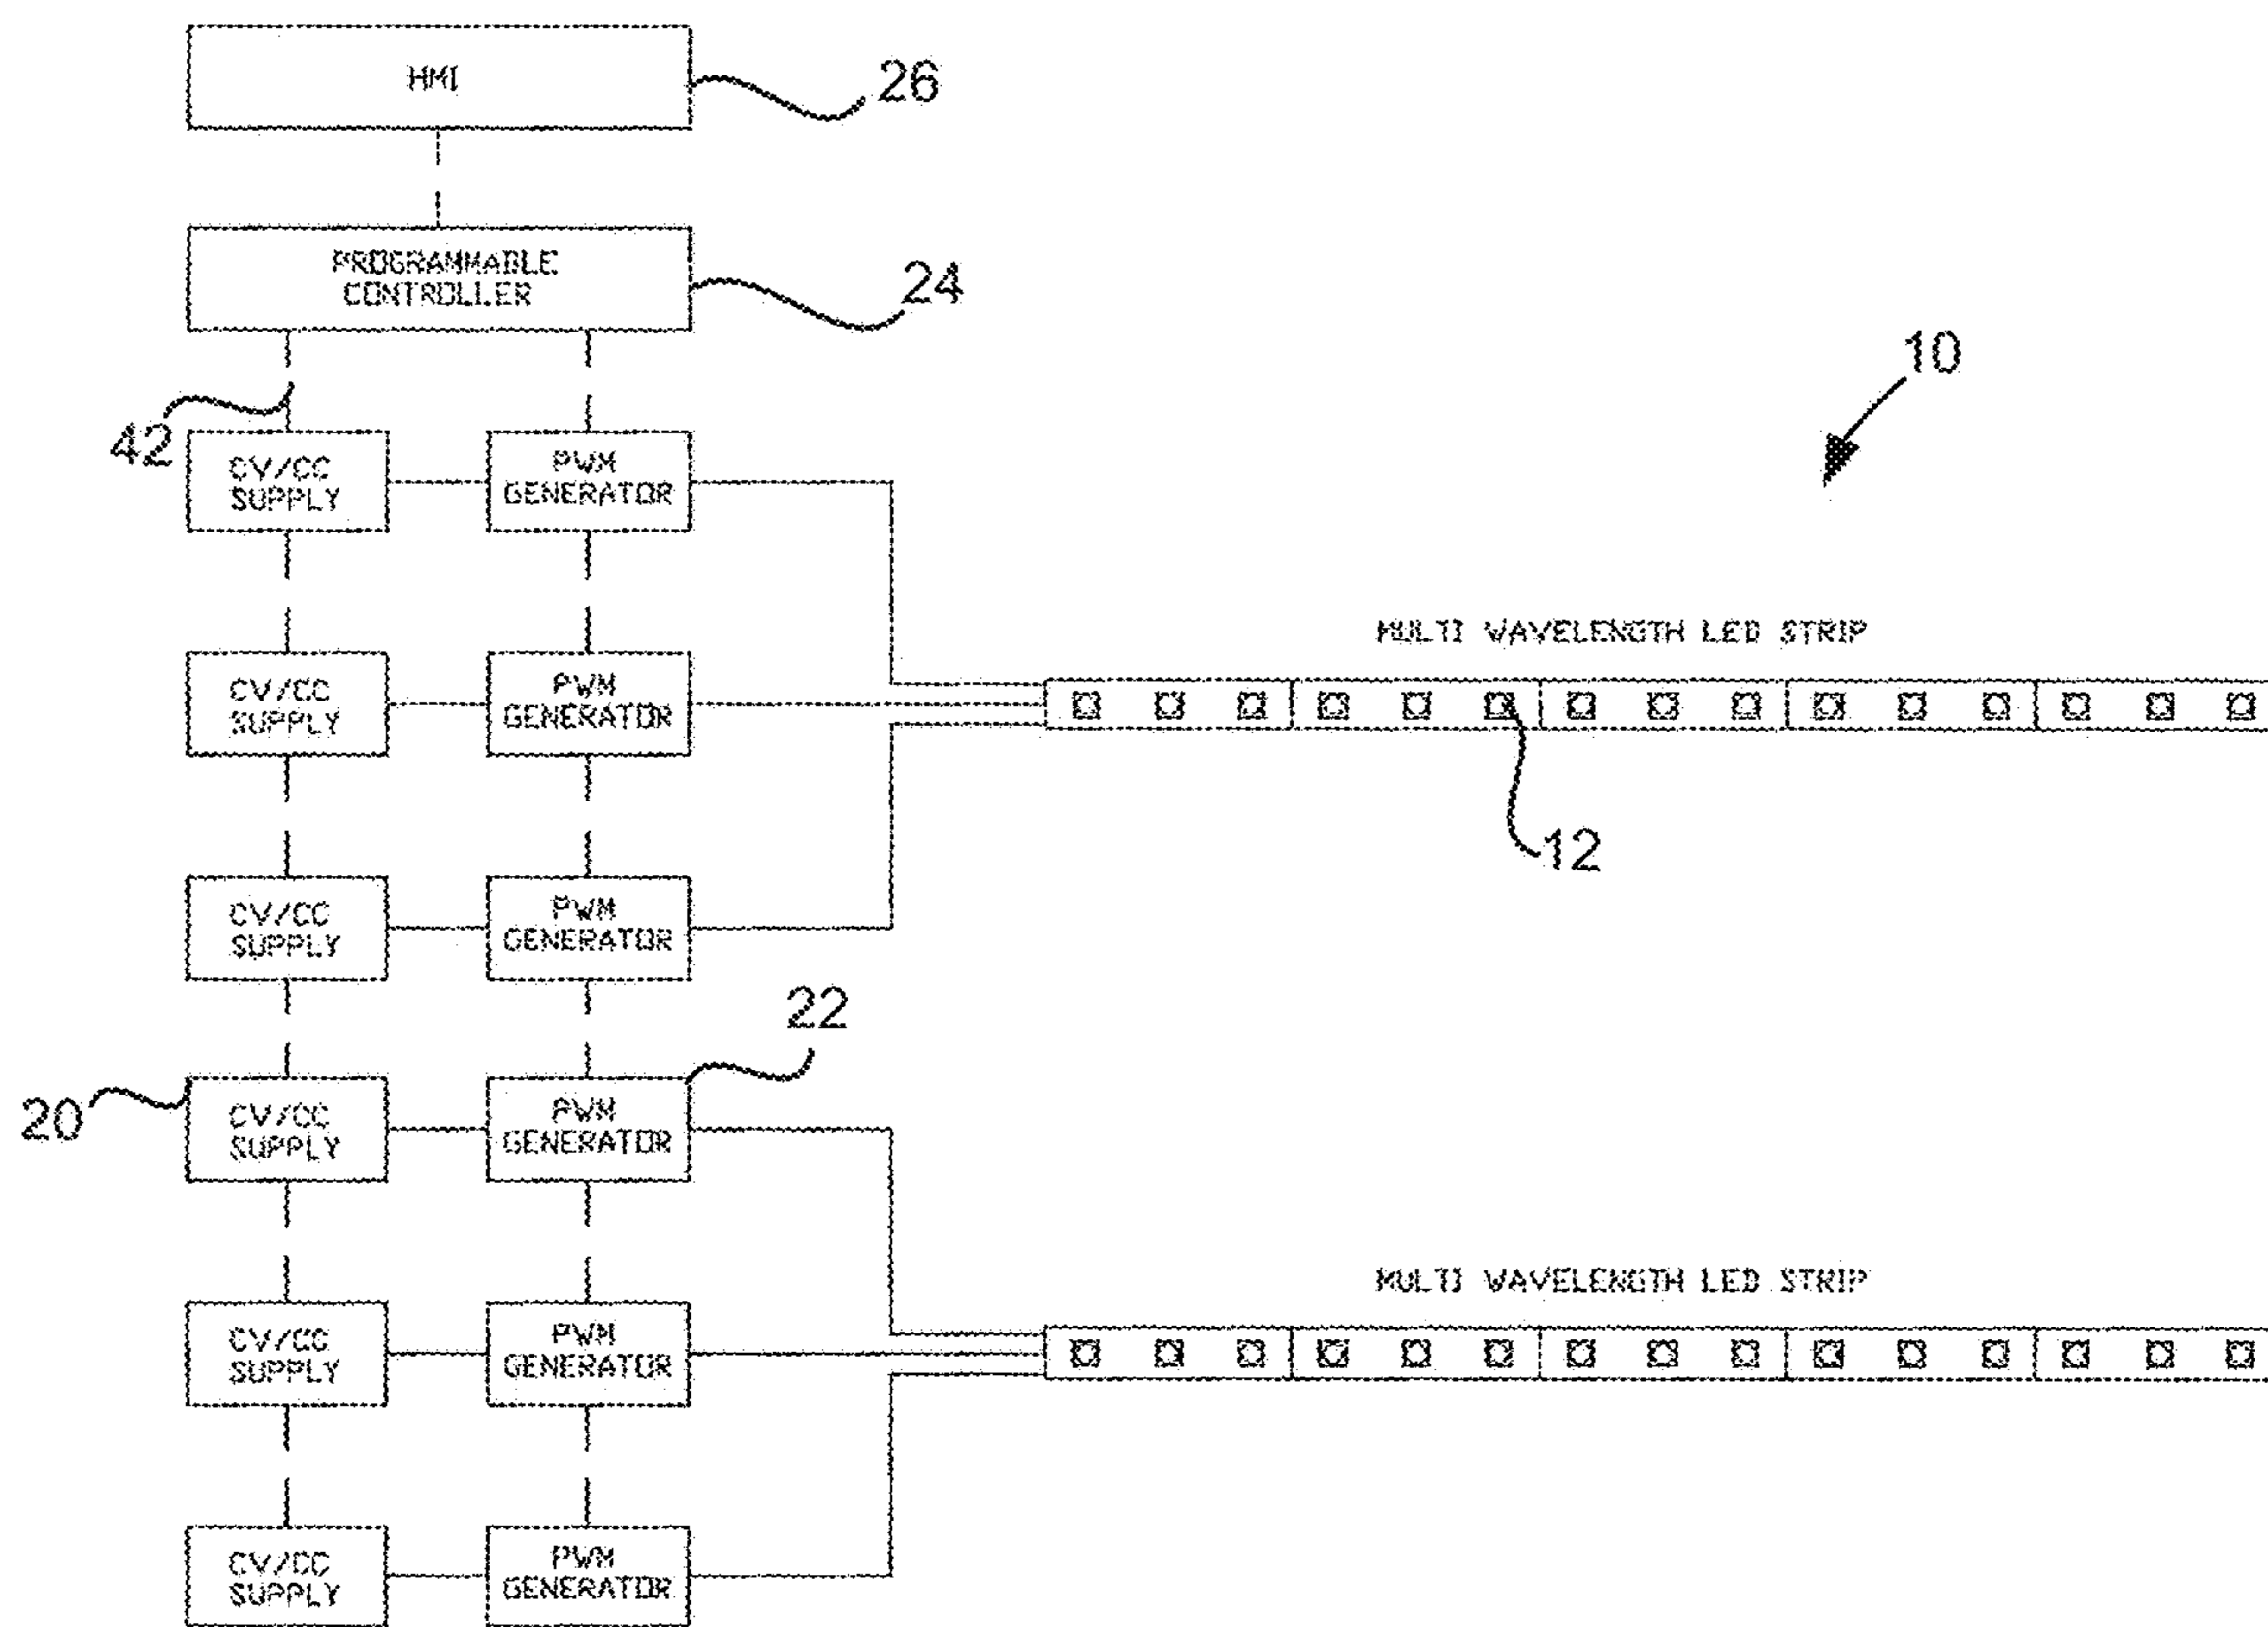 HMI
26
PROGRAMMABLE
CONTROLLER
24
10
42
CV/CC
SUPPLY
PWM
GENERATOR
MULTI WAVELENGTH LED STRIP
CV/CC
SUPPLY
PWM
GENERATOR
12
CV/CC
SUPPLY
PWM
GENERATOR
22
20
CV/CC
SUPPLY
PWM
GENERATOR
MULTI WAVELENGTH LED STRIP
CV/CC
SUPPLY
PWM
GENERATOR
CV/CC
SUPPLY
PWM
GENERATOR